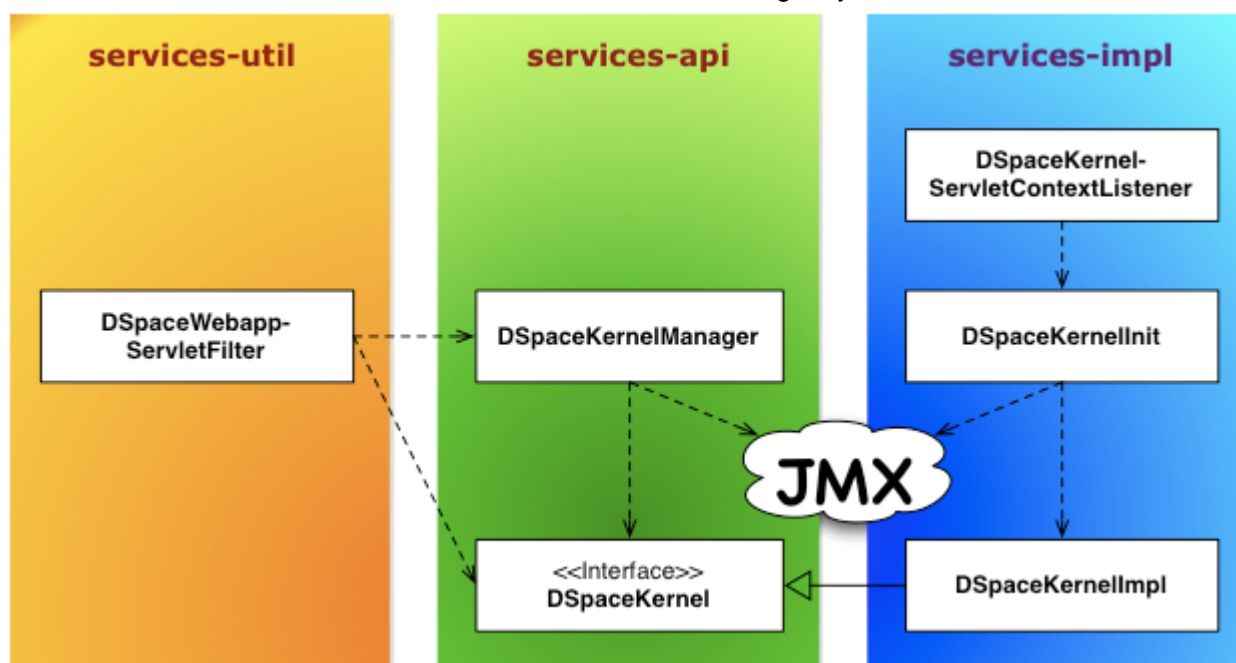 services-util
services-api
services-impl
DSpaceKernel-
ServletContextListener
DSpaceWebapp-
ServletFilter
DSpaceKernelManager
DSpaceKernelInit
JMX
<<Interface>>
DSpaceKernel
DSpaceKernelImpl